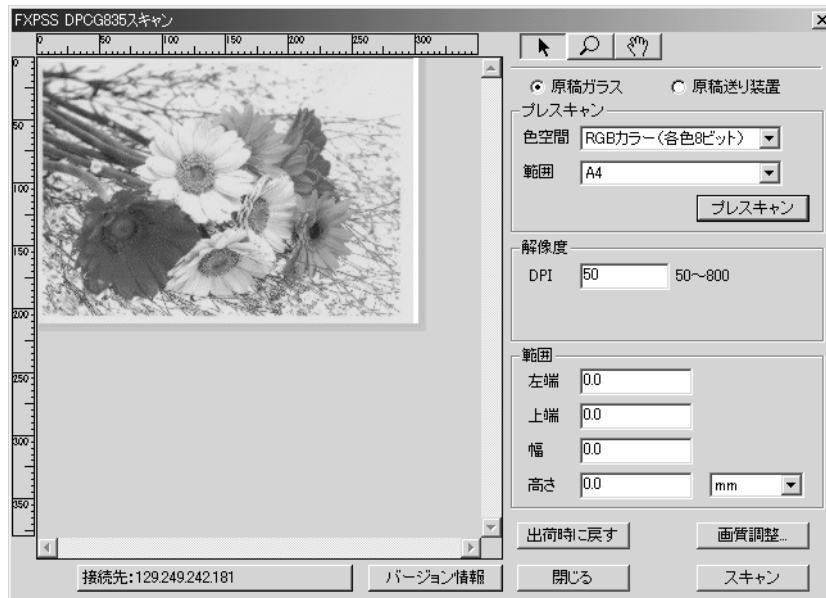 FXPSS DPCG835スキャン
0 50 100 150 200 250 300
0
50
100
150
200
250
300
350
原稿ガラス 原稿送り装置
プレスキャン
色空間 RGBカラー(各色8ビット)
範囲 A4
プレスキャン
解像度
DPI 50 50～800
範囲
左端 0.0
上端 0.0
幅 0.0
高さ 0.0 mm
出荷時に戻す 画質調整...
接続先:129.249.242.181 バージョン情報 閉じる スキャン